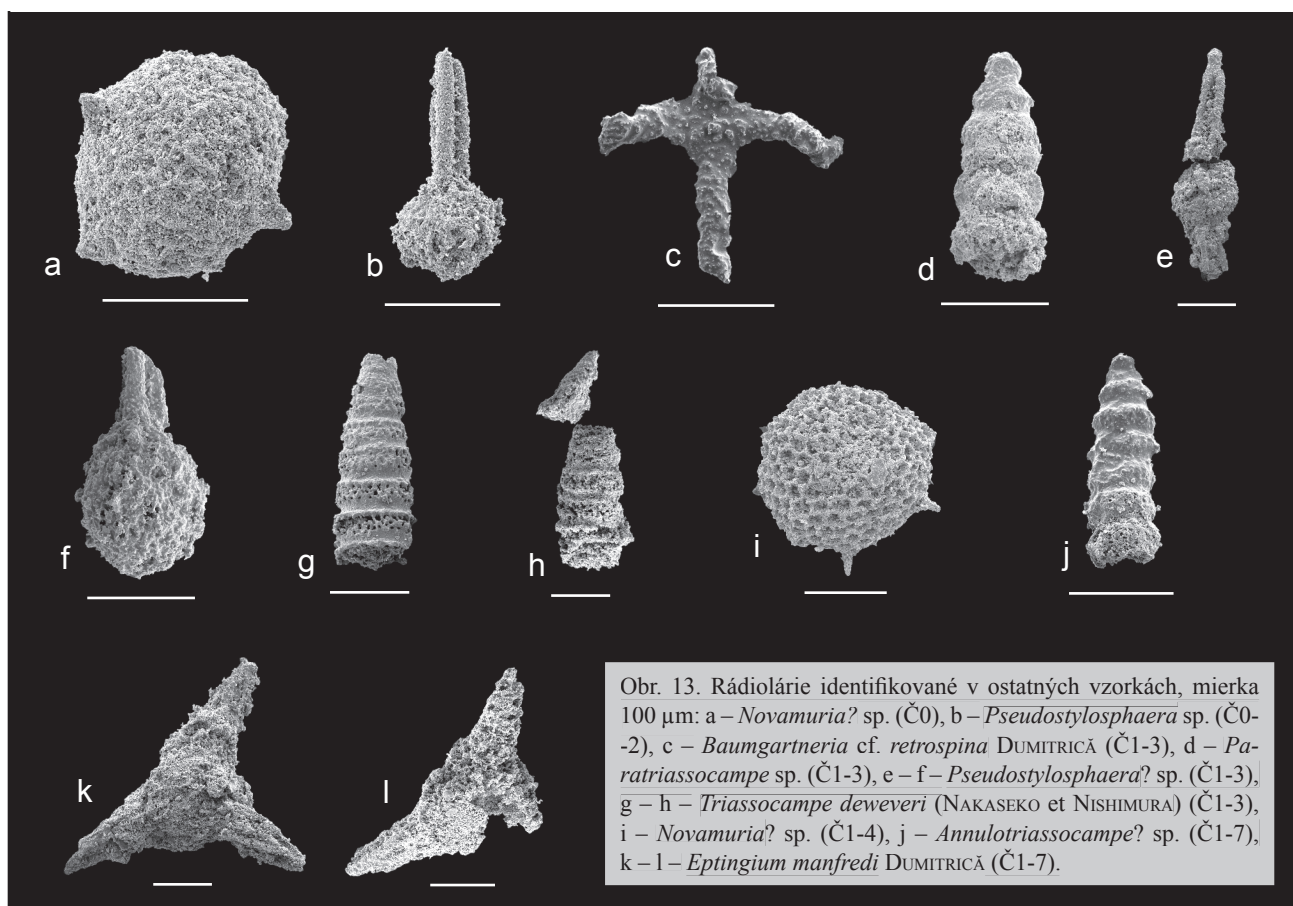 a
b
c
d
e
f
g
h
i
j
k
l
Obr. 13. Rádiolárie identifikované v ostatných vzorkách, mierka
100 µm: a – Novamuria? sp. (Č0), b – Pseudostylosphaera sp. (Č0-
-2), c – Baumgartneria cf. retrospina DUMITRICĂ (Č1-3), d – Pa-
ratriassocampe sp. (Č1-3), e – f – Pseudostylosphaera? sp. (Č1-3),
g – h – Triassocampe deweveri (NAKASEKO et NISHIMURA) (Č1-3),
i – Novamuria? sp. (Č1-4), j – Annulotriassocampe? sp. (Č1-7),
k – l – Eptingium manfredi DUMITRICĂ (Č1-7).